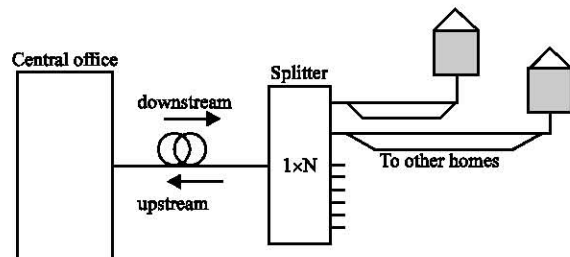 Central office
Splitter
downstream
1×N
To other homes
upstream